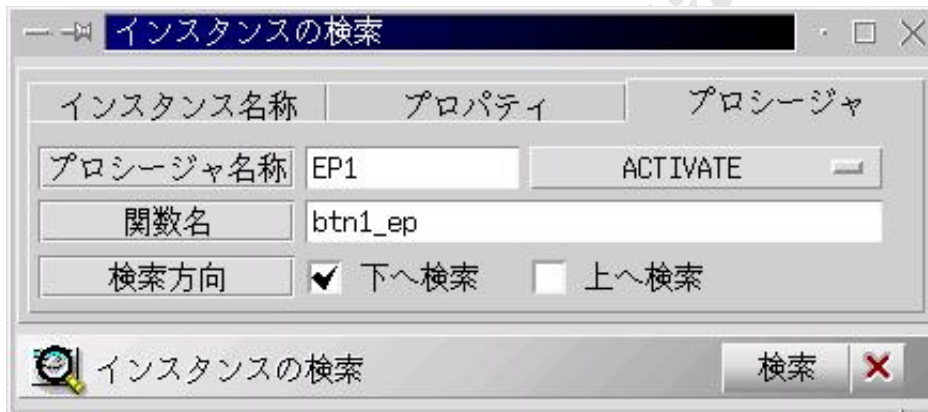 インスタンスの検索
インスタンス名称 プロパティ プロシージャ
プロシージャ名称 EP1 ACTIVATE
関数名 btn1_ep
検索方向 下へ検索 上へ検索
インスタンスの検索 検索